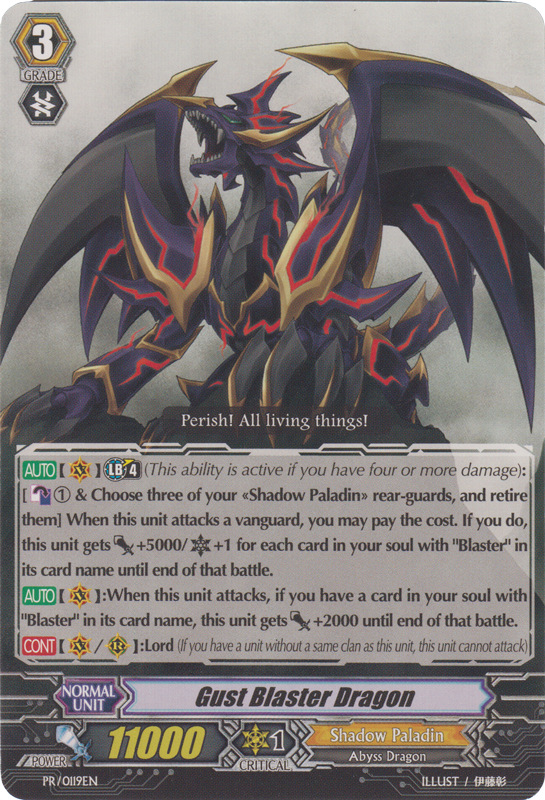 3
GRADE
Perish! All living things!
AUTO【 】LB 4 (This ability is active if you have four or more damage):
[ ① & Choose three of your «Shadow Paladin» rear-guards, and retire
them] When this unit attacks a vanguard, you may pay the cost. If you do,
this unit gets +5000/ +1 for each card in your soul with "Blaster" in
its card name until end of that battle.
AUTO【 】:When this unit attacks, if you have a card in your soul with
"Blaster" in its card name, this unit gets +2000 until end of that battle.
CONT【 / R 】:Lord (If you have a unit without a same clan as this unit, this unit cannot attack)
NORMAL
UNIT
Gust Blaster Dragon
POWER
11000
1
CRITICAL
Shadow Paladin
Abyss Dragon
PR/0119EN
ILLUST / 伊藤彰